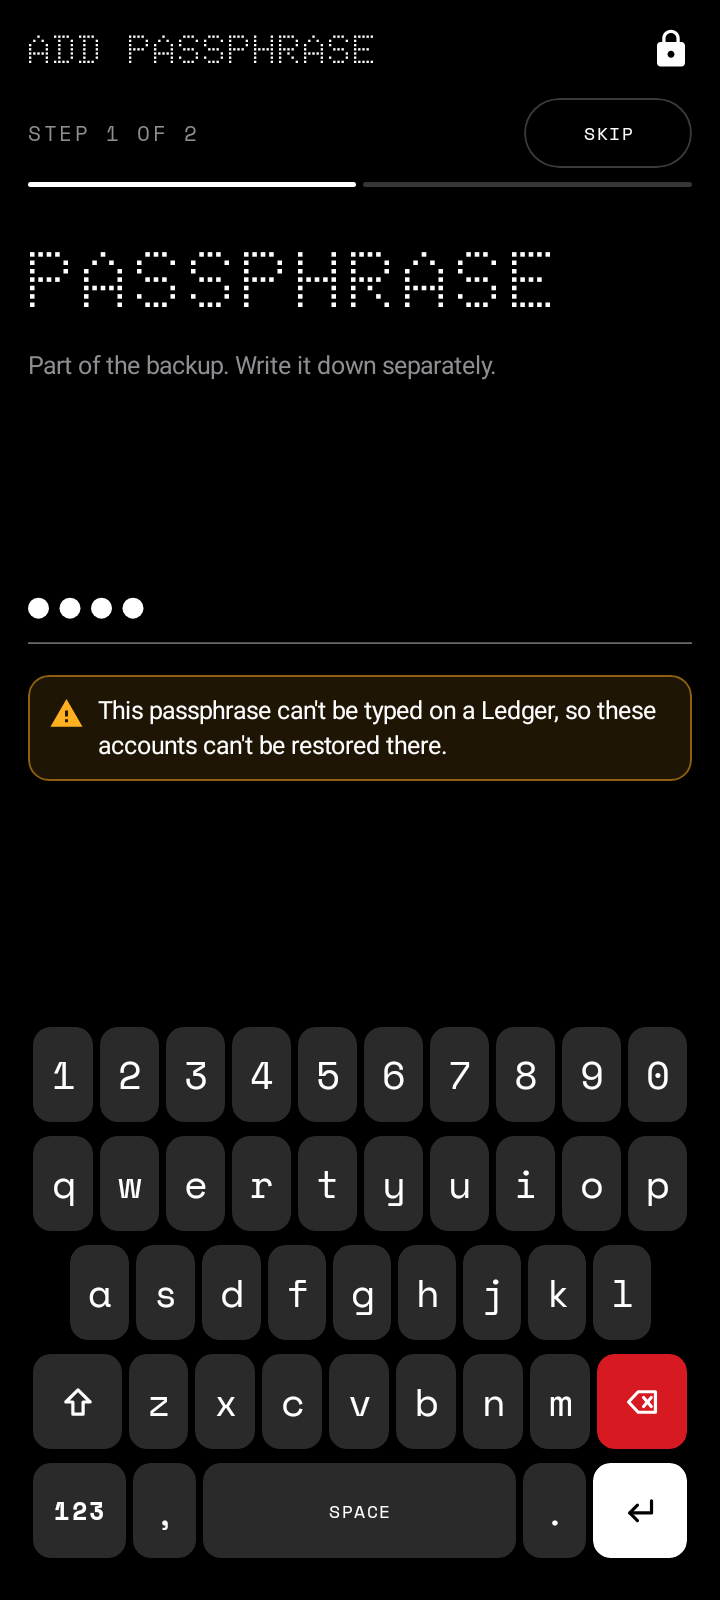 ADD PASSPHRASE
STEP 1 OF 2
SKIP
PASSPHRASE
Part of the backup. Write it down separately.
This passphrase can't be typed on a Ledger, so these
accounts can't be restored there.
1 2 3 4 5 6 7 8 9 0
q w e r t y u i o p
a s d f g h j k l
z x c v b n m
123 , SPACE .